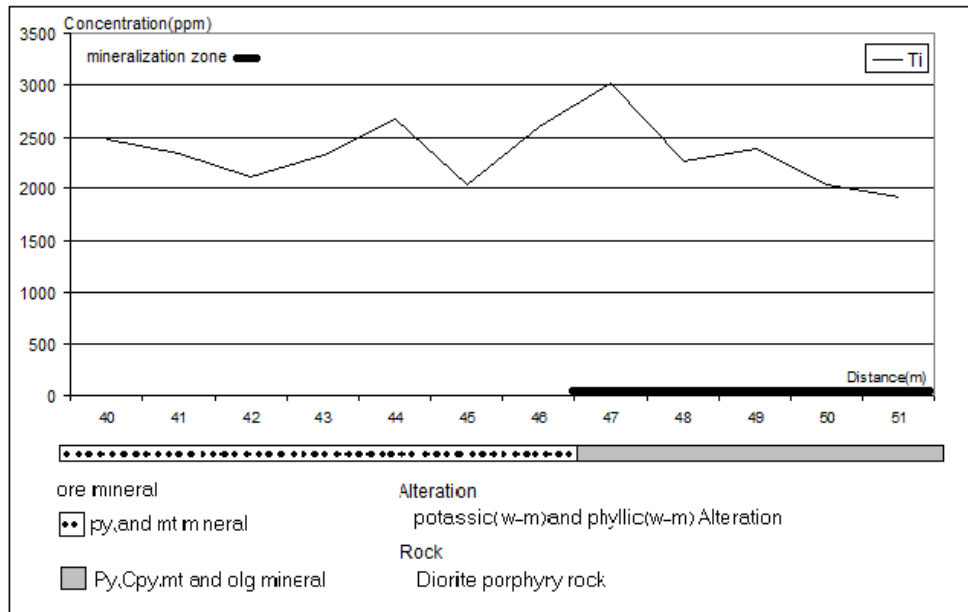 Concentration(ppm)
3500
mineralization zone
Ti
3000
2500
2000
1500
1000
500
Distance(m)
0
40 41 42 43 44 45 46 47 48 49 50 51
ore mineral
Alteration
py,and mt mineral
potassic(w-m)and phyllic(w-m) Alteration
Rock
Py,Cpy,mt and olg mineral
Diorite porphyry rock